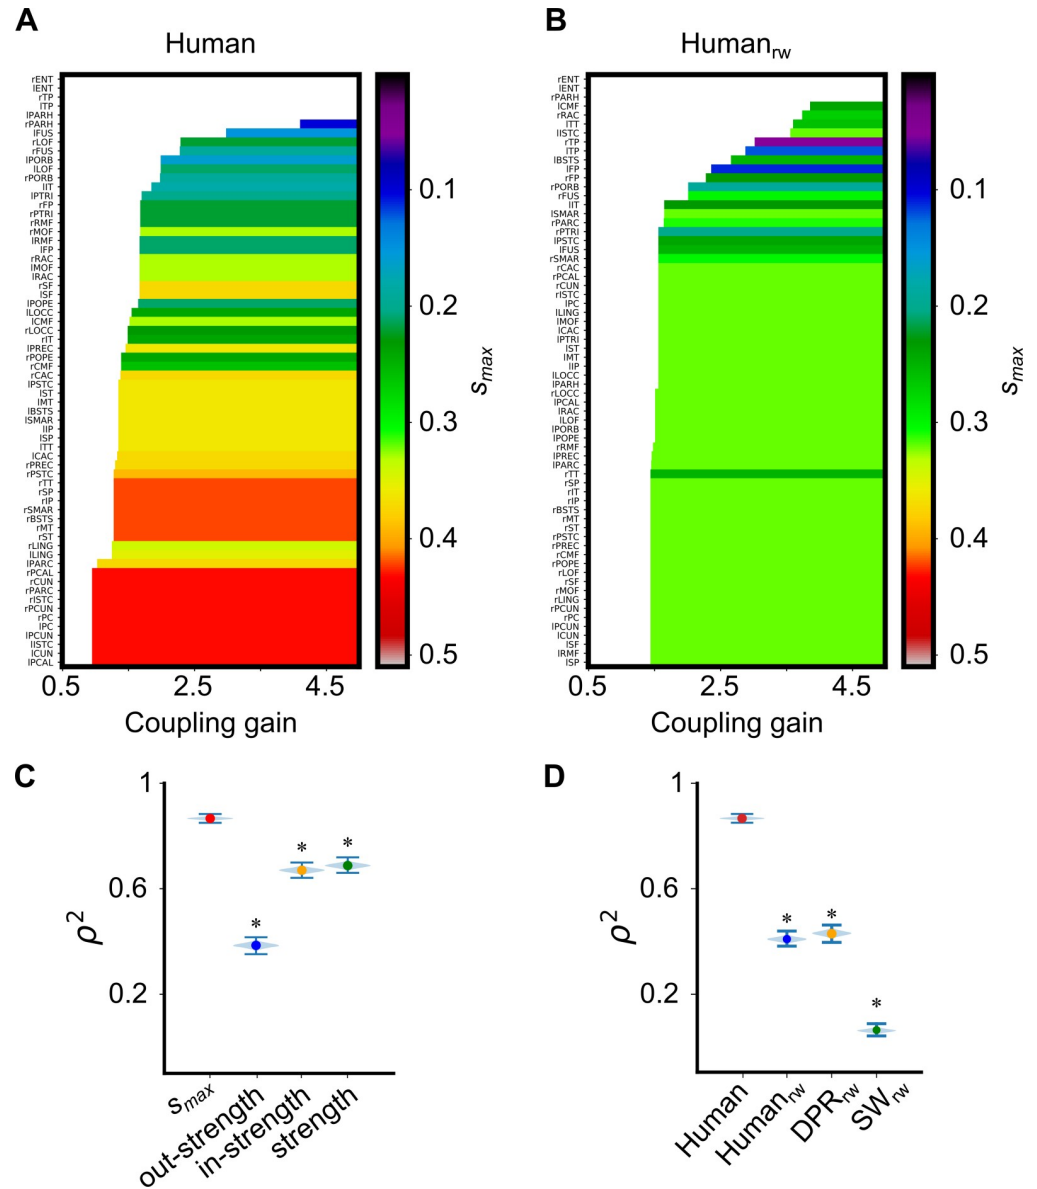 A
Human
rENT
lENT
rTP
lTP
lPARH
rPARH
lFUS
rLOF
rFUS
lPORB
lLOF
rPORB
lIT
lPTRI
rFP
rPTRI
rRMF
rMOF
lRMF
lFP
rRAC
lMOF
lRAC
rSF
lSF
lPOPE
lLOCC
lCMF
rLOCC
rIT
lPREC
rPOPE
rCMF
rCAC
lPSTC
lST
lMT
lBSTS
lSMAR
lIP
lSP
lTT
lCAC
rPREC
rPSTC
rTT
rSP
rIP
rSMAR
rBSTS
rMT
rST
rLING
lLING
lPARC
rPCAL
rCUN
rPARC
rISTC
rPCUN
rPC
lPC
lPCUN
lISTC
lCUN
lPCAL
0.5 2.5 4.5
Coupling gain
0.1
0.2
0.3
0.4
0.5
smax
B
Humanrw
rENT
lENT
rPARH
lCMF
rRAC
lTT
lISTC
rTP
lTP
lBSTS
lFP
rFP
rPORB
rFUS
lIT
lSMAR
rPARC
rPTRI
lPSTC
lFUS
rSMAR
rCAC
rPCAL
rCUN
rISTC
lPC
lLING
lMOF
lCAC
lPTRI
lST
lMT
lIP
lLOCC
lPARH
rLOCC
lPCAL
lRAC
lLOF
lPORB
lPOPE
rRMF
lPREC
lPARC
rTT
rSP
rIT
rIP
rBSTS
rMT
rST
rPSTC
rPREC
rCMF
rPOPE
rLOF
rSF
rMOF
rLING
rPCUN
rPC
lPCUN
lCUN
lSF
lRMF
lSP
0.5 2.5 4.5
Coupling gain
0.1
0.2
0.3
0.4
0.5
smax
C
1
0.6
0.2
ρ2
* * *
smax
out-strength
in-strength
strength
D
1
0.6
0.2
ρ2
* * *
Human
Humanrw
DPRrw
SWrw